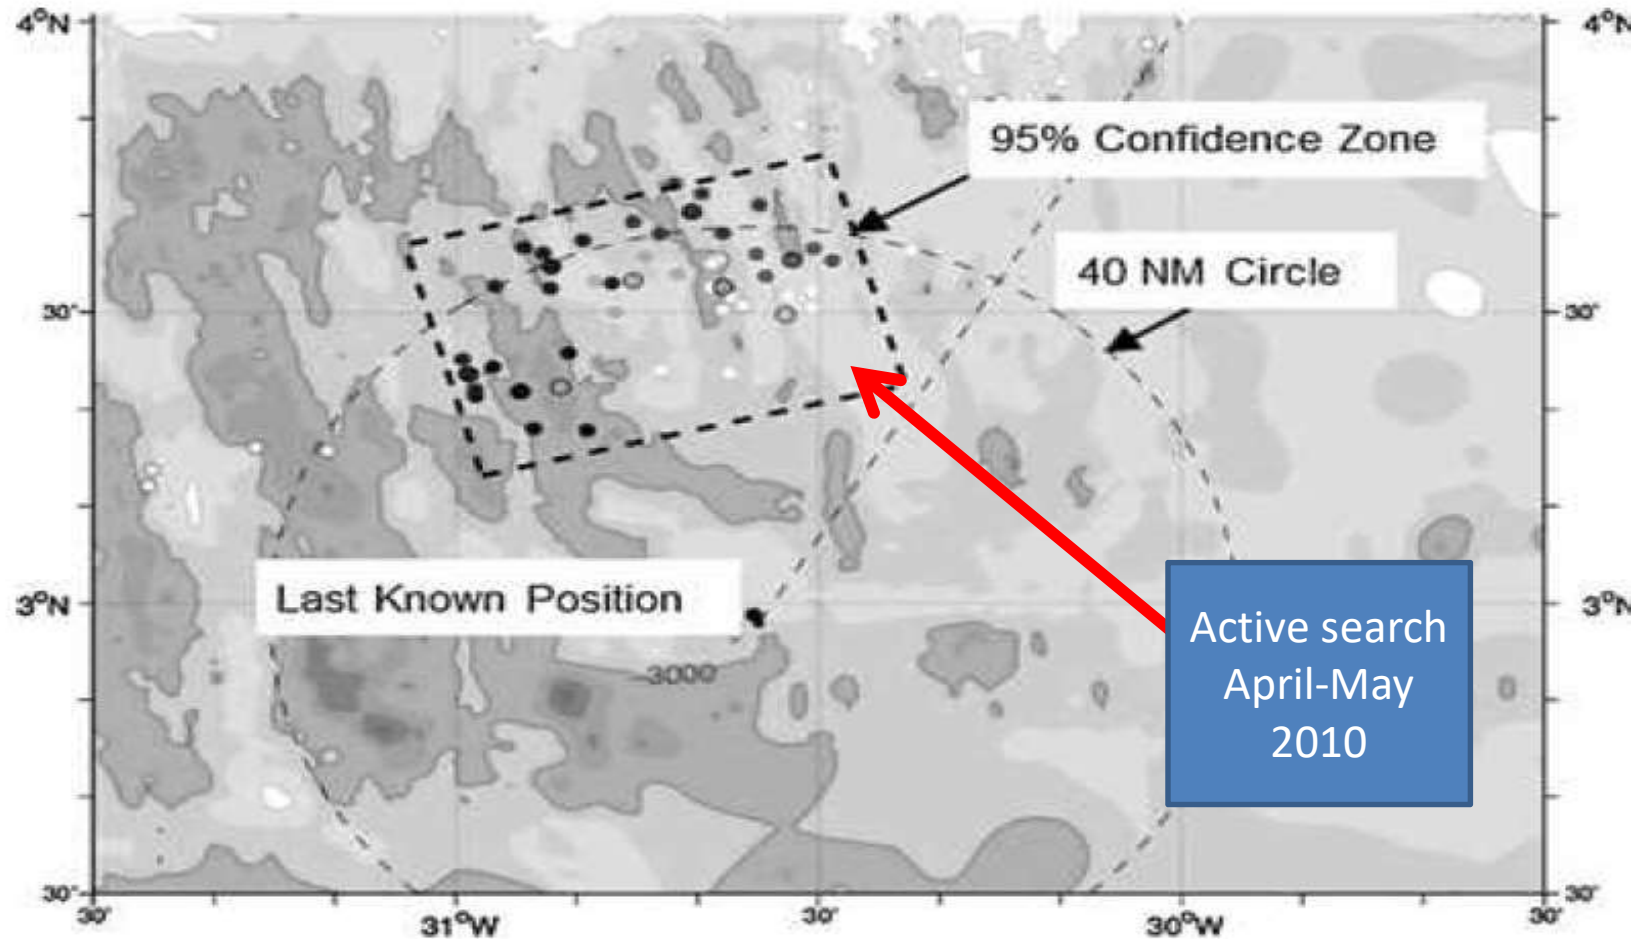 4°N
4°N
95% Confidence Zone
40 NM Circle
30'
30'
Last Known Position
3°N
3°N
3000
Active search
April-May
2010
30'
30'
30'
31°W
30'
30°W
30'